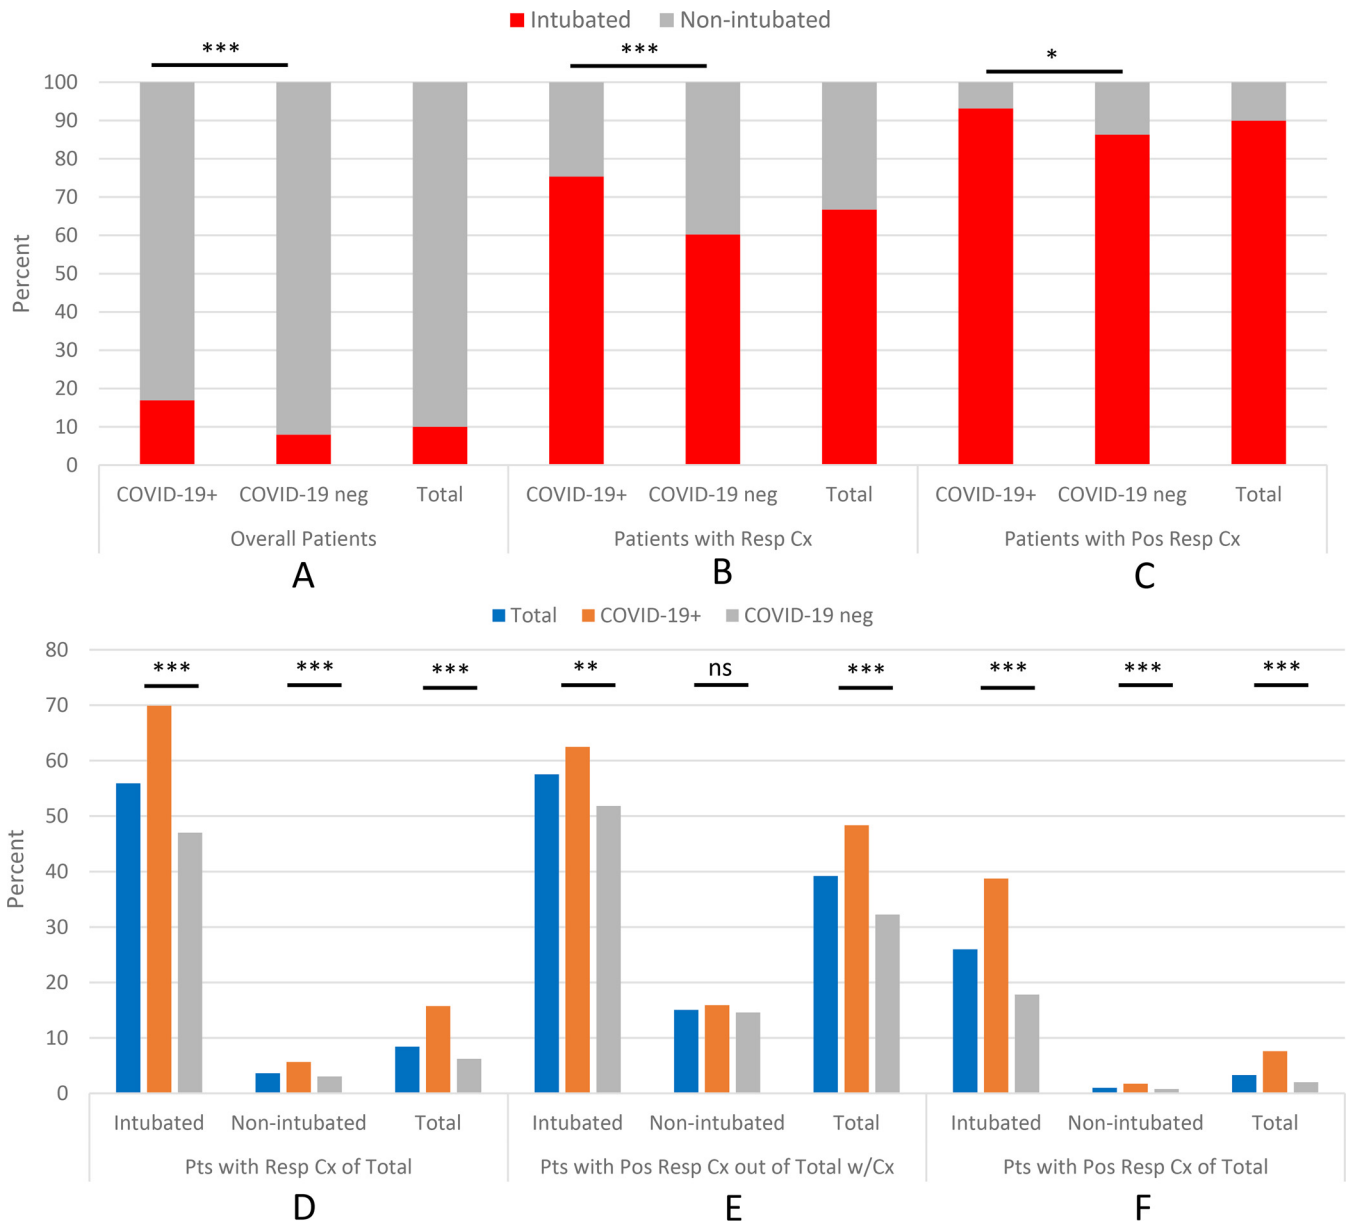 Intubated Non-intubated
*** *** *
100
90
80
70
60
50
40
30
20
10
0
Percent
COVID-19+ COVID-19 neg Total COVID-19+ COVID-19 neg Total COVID-19+ COVID-19 neg Total
Overall Patients Patients with Resp Cx Patients with Pos Resp Cx
A B C
Total COVID-19+ COVID-19 neg
*** *** *** ** ns *** *** *** ***
80
70
60
50
40
30
20
10
0
Percent
Intubated Non-intubated Total Intubated Non-intubated Total Intubated Non-intubated Total
Pts with Resp Cx of Total Pts with Pos Resp Cx out of Total w/Cx Pts with Pos Resp Cx of Total
D E F